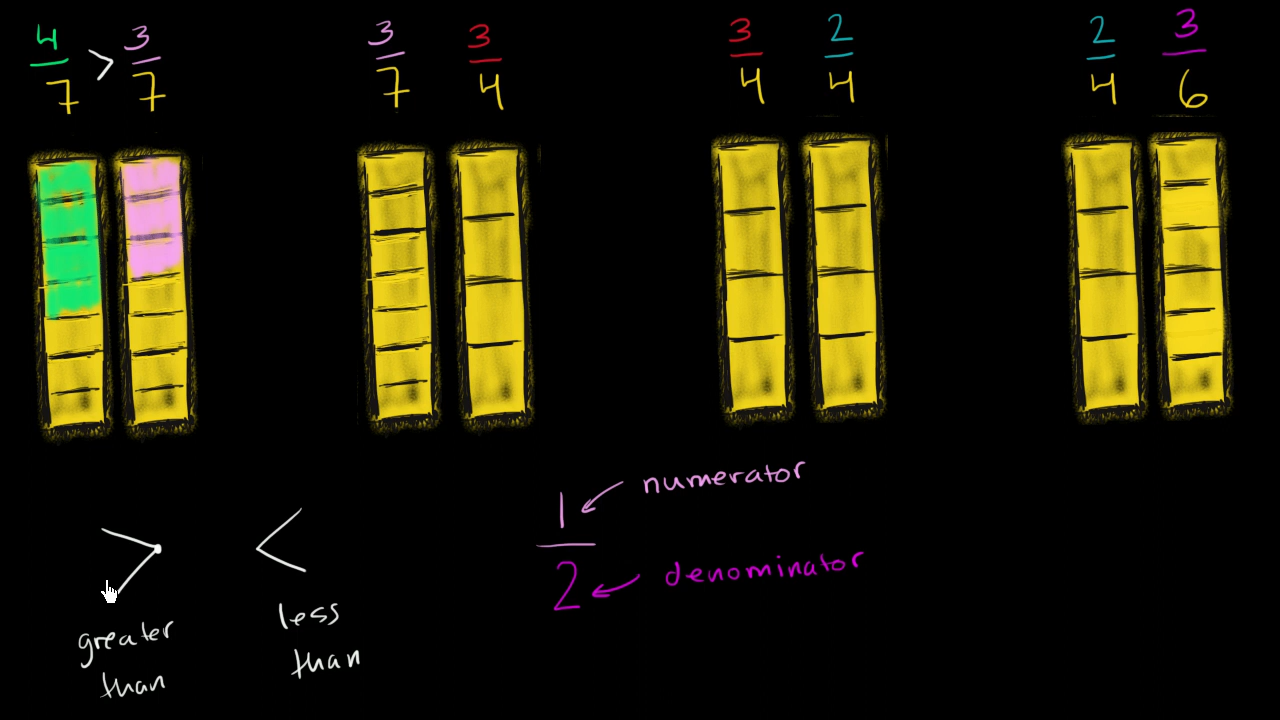 4/7 > 3/7
3/7 3/4
3/4 2/4
2/4 3/6
> <
greater
than
less
than
1/2
numerator
denominator